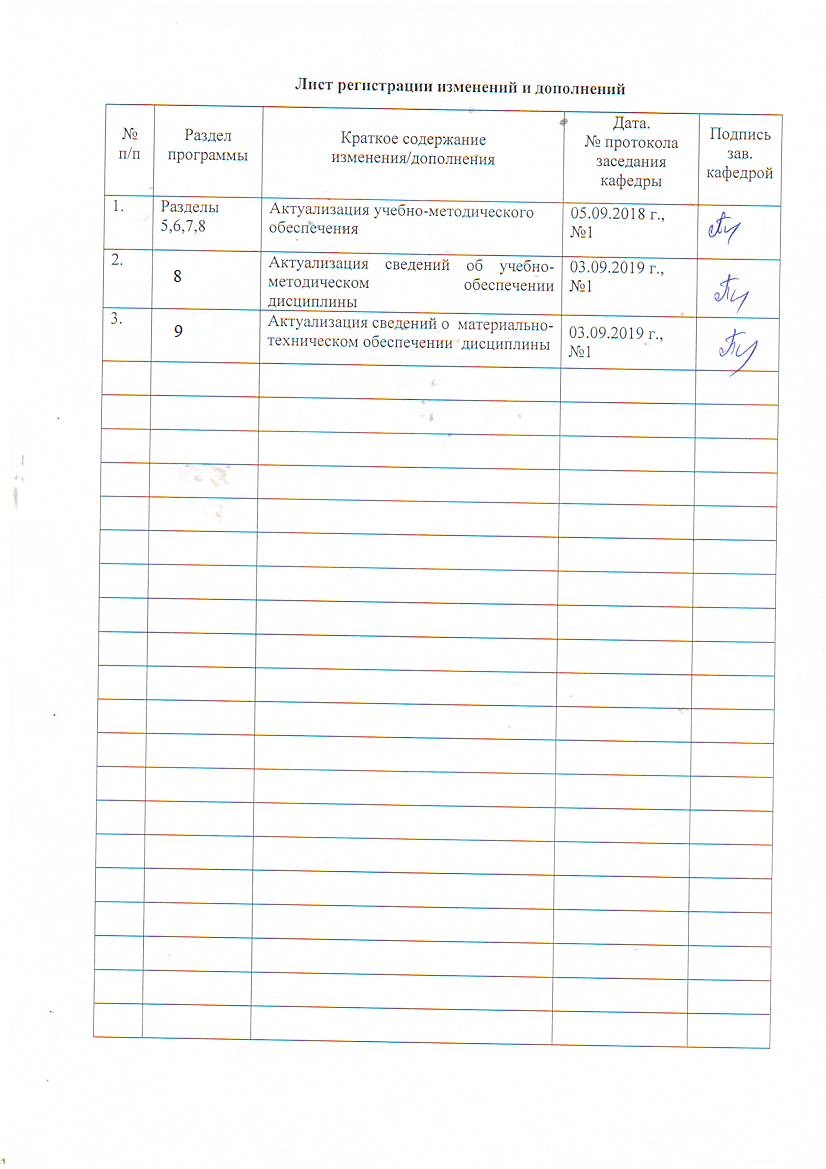 Лист регистрации изменений и дополнений
№
п/п
Раздел
программы
Краткое содержание
изменения/дополнения
Дата.
№ протокола
заседания
кафедры
Подпись
зав.
кафедрой
1.
Разделы
5,6,7,8
Актуализация учебно-методического
обеспечения
05.09.2018 г.,
№1
2.
8
Актуализация сведений об учебно-
методическом обеспечении
дисциплины
03.09.2019 г.,
№1
3.
9
Актуализация сведений о материально-
техническом обеспечении дисциплины
03.09.2019 г.,
№1